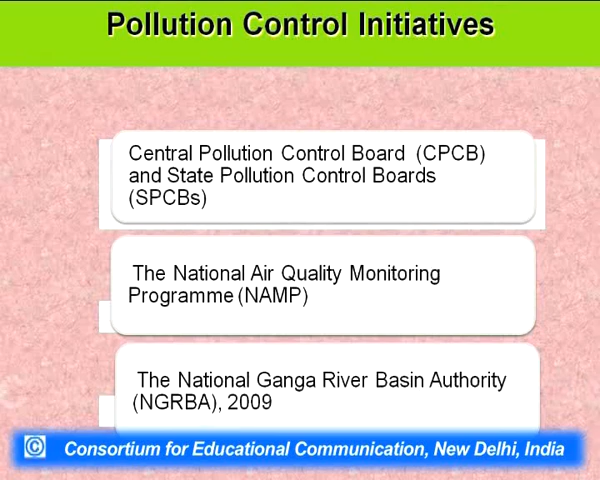 Pollution Control Initiatives
Central Pollution Control Board (CPCB)
and State Pollution Control Boards
(SPCBs)
The National Air Quality Monitoring
Programme (NAMP)
The National Ganga River Basin Authority
(NGRBA), 2009
© Consortium for Educational Communication, New Delhi, India